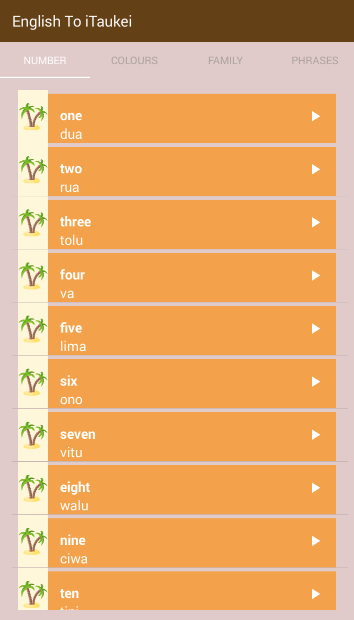 English To iTaukei
NUMBER COLOURS FAMILY PHRASES
one
dua
two
rua
three
tolu
four
va
five
lima
six
ono
seven
vitu
eight
walu
nine
ciwa
ten